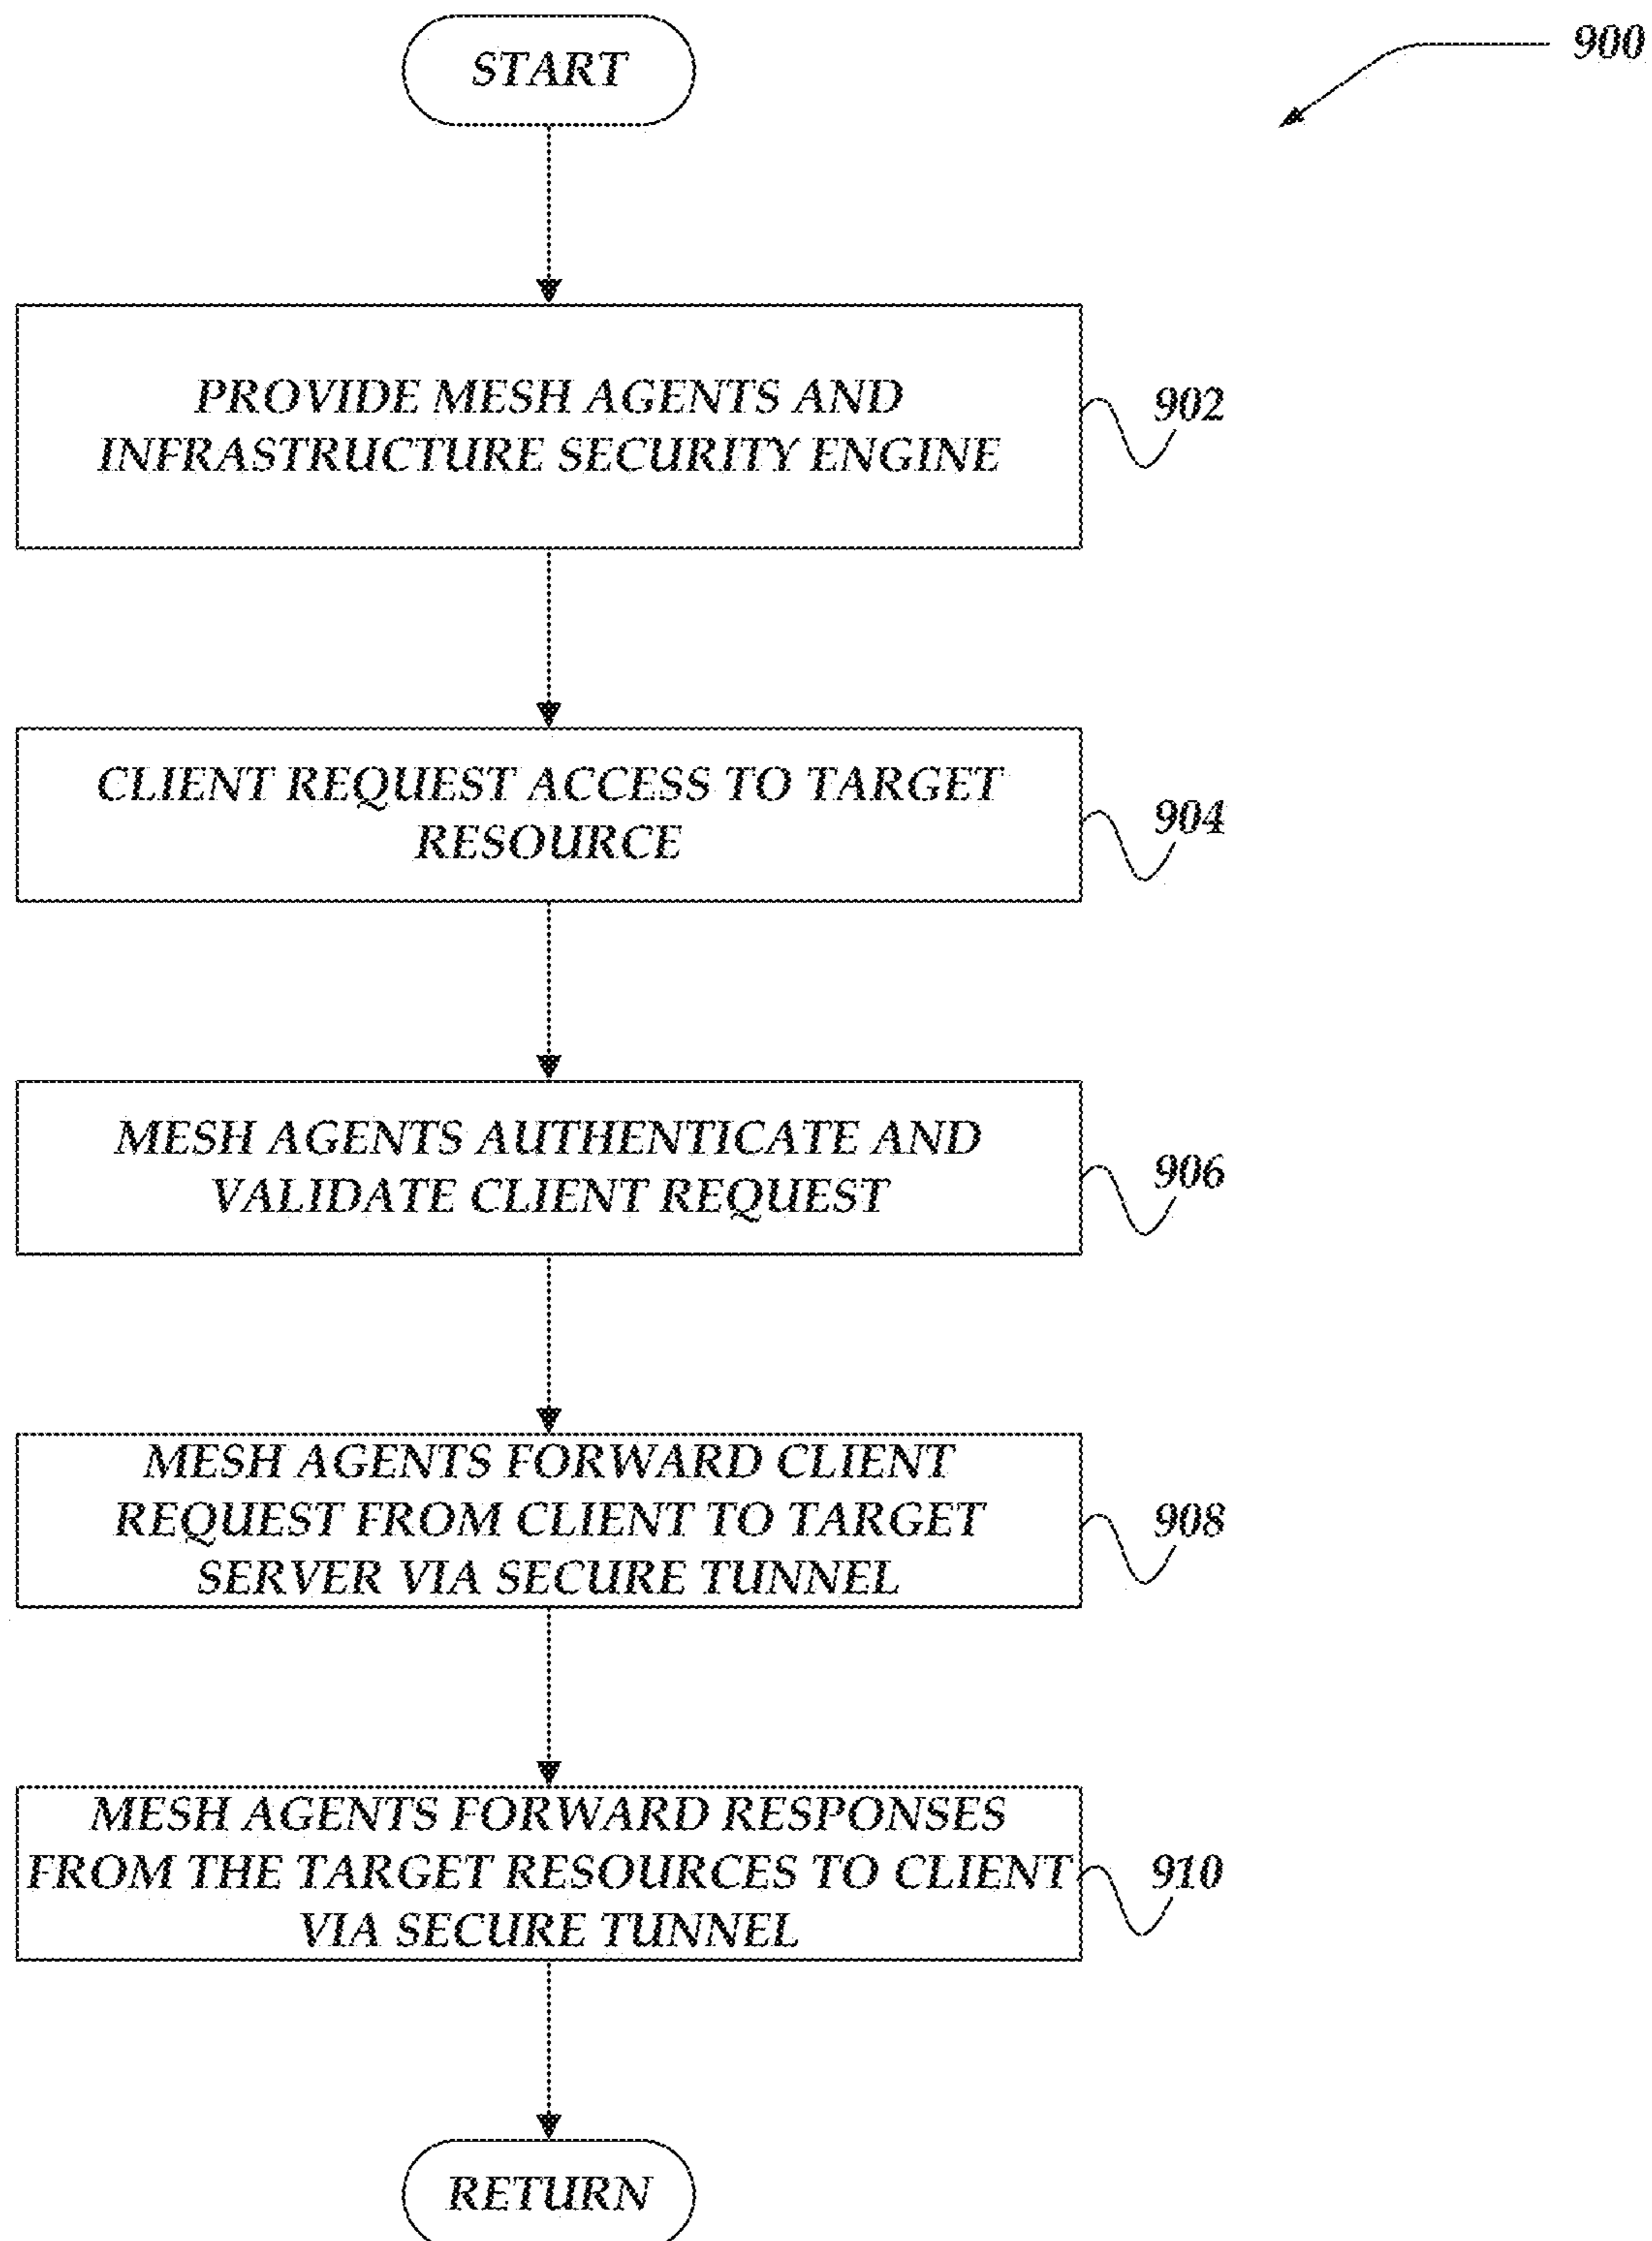 START
900
PROVIDE MESH AGENTS AND
INFRASTRUCTURE SECURITY ENGINE
902
CLIENT REQUEST ACCESS TO TARGET
RESOURCE
904
MESH AGENTS AUTHENTICATE AND
VALIDATE CLIENT REQUEST
906
MESH AGENTS FORWARD CLIENT
REQUEST FROM CLIENT TO TARGET
SERVER VIA SECURE TUNNEL
908
MESH AGENTS FORWARD RESPONSES
FROM THE TARGET RESOURCES TO CLIENT
VIA SECURE TUNNEL
910
RETURN